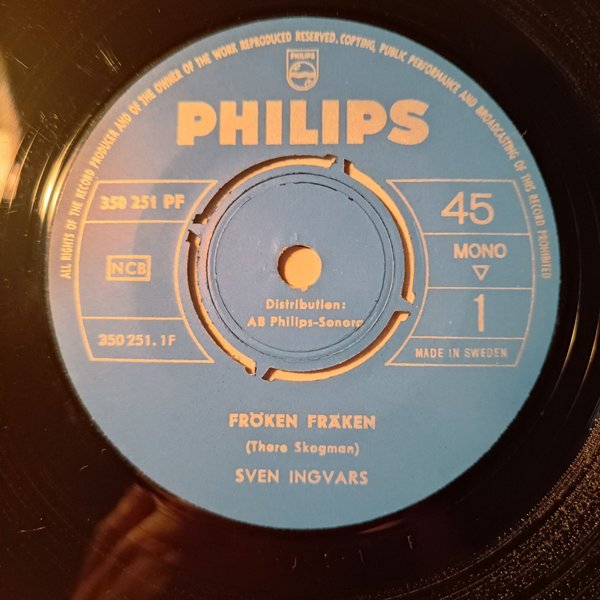 ALL RIGHTS OF THE RECORD PRODUCER AND OF THE OWNER OF THE WORK REPRODUCED RESERVED. COPYING, PUBLIC PERFORMANCE AND BROADCASTING OF THIS RECORD PROHIBITED
PHILIPS
PHILIPS
350 251 PF
45
NCB
MONO
Distribution:
AB Philips-Sonora
1
350 251. 1F
MADE IN SWEDEN
FRÖKEN FRÄKEN
(Thore Skogman)
SVEN INGVARS